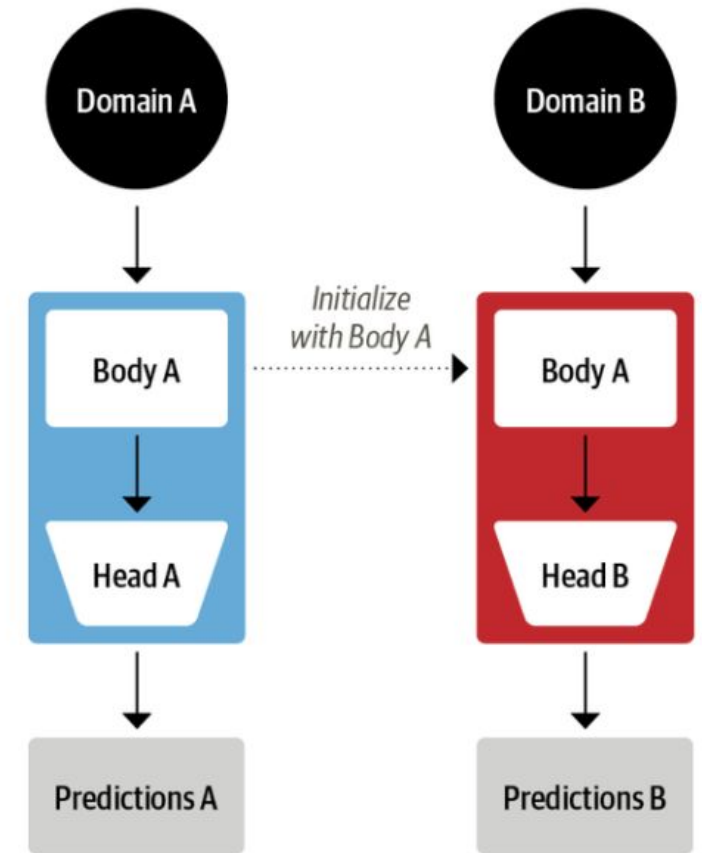 Domain A
Domain B
Initialize
with Body A
Body A
Body A
Head A
Head B
Predictions A
Predictions B